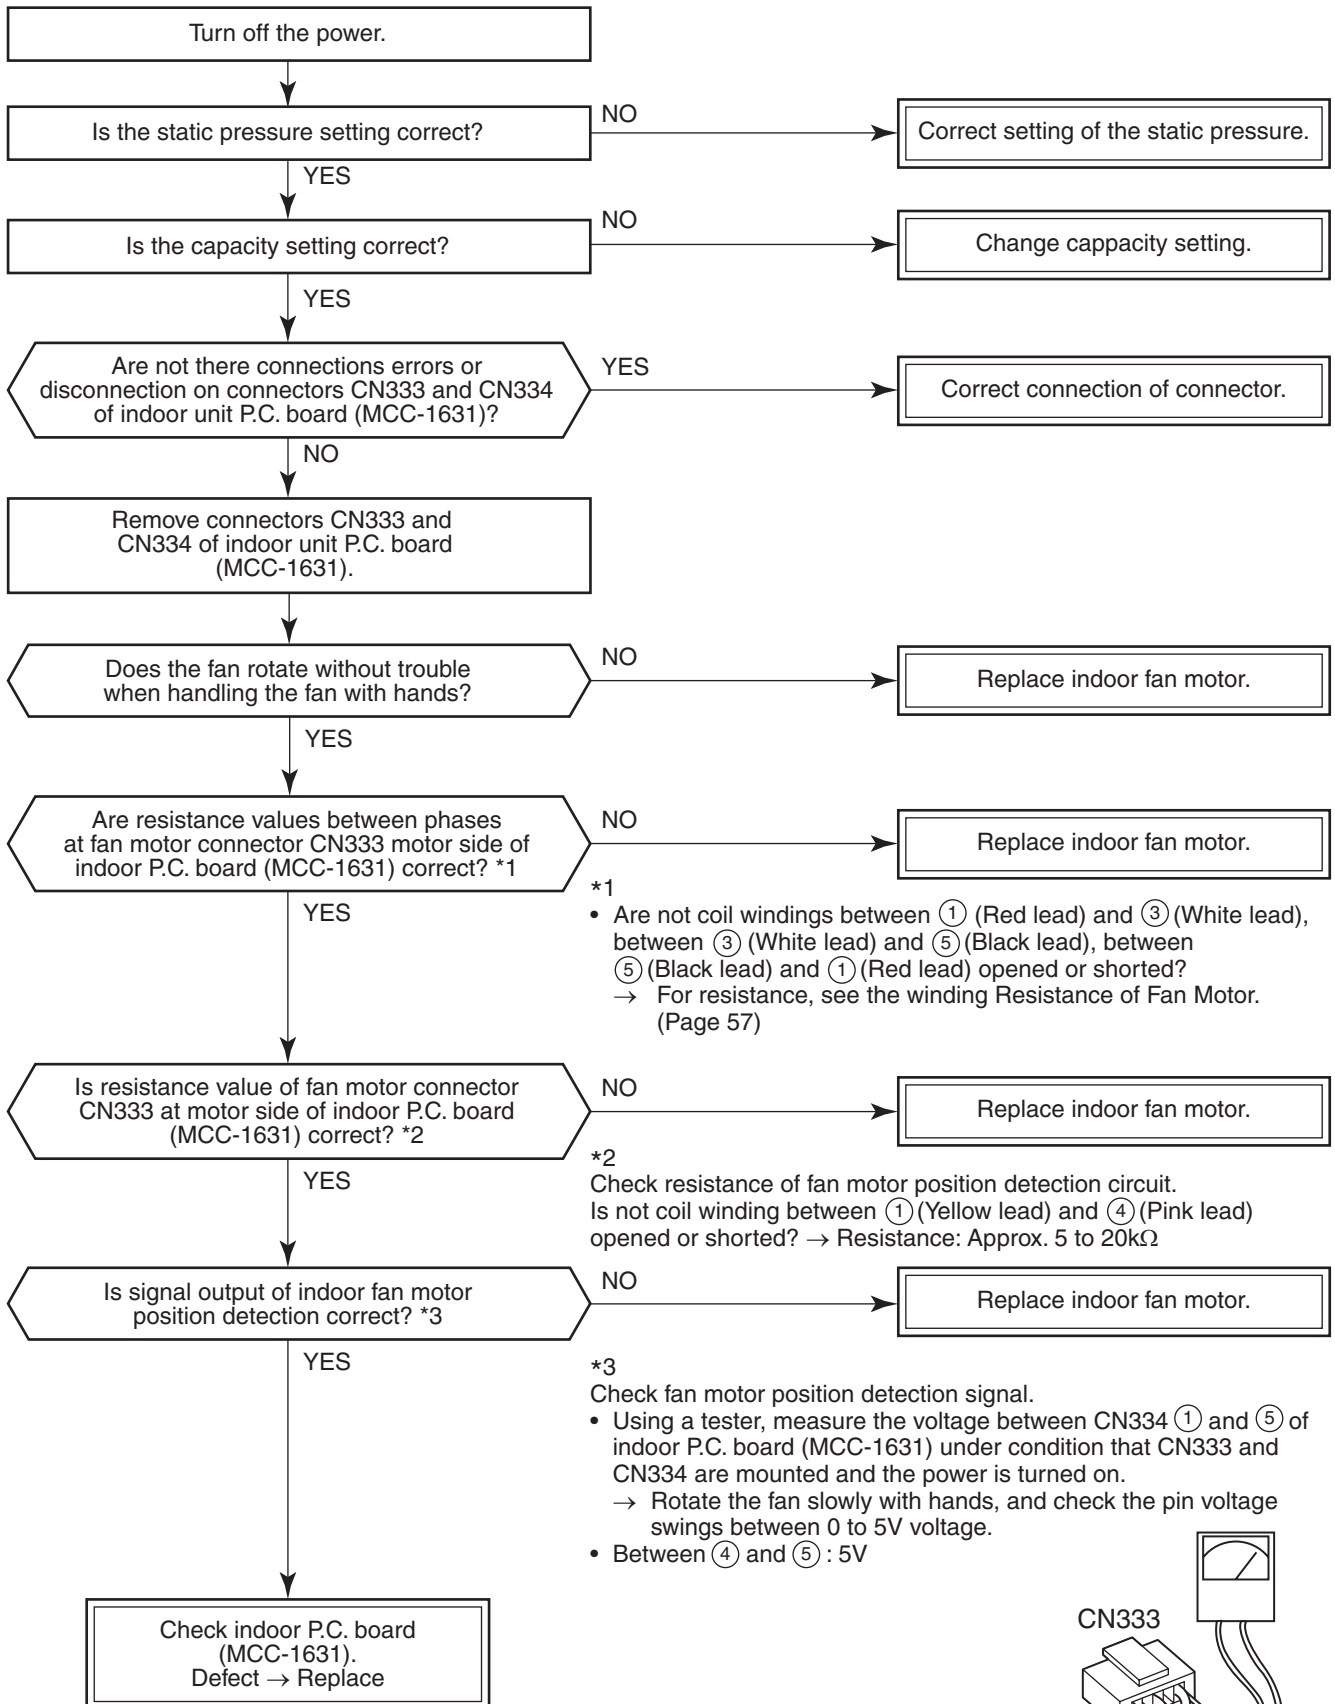 Turn off the power.
Is the static pressure setting correct?
NO
Correct setting of the static pressure.
YES
Is the capacity setting correct?
NO
Change cappacity setting.
YES
Are not there connections errors or
disconnection on connectors CN333 and CN334
of indoor unit P.C. board (MCC-1631)?
YES
Correct connection of connector.
NO
Remove connectors CN333 and
CN334 of indoor unit P.C. board
(MCC-1631).
Does the fan rotate without trouble
when handling the fan with hands?
NO
Replace indoor fan motor.
YES
Are resistance values between phases
at fan motor connector CN333 motor side of
indoor P.C. board (MCC-1631) correct? *1
NO
Replace indoor fan motor.
YES
*1
• Are not coil windings between ① (Red lead) and ③ (White lead),
between ③ (White lead) and ⑤ (Black lead), between
⑤ (Black lead) and ① (Red lead) opened or shorted?
→ For resistance, see the winding Resistance of Fan Motor.
(Page 57)
Is resistance value of fan motor connector
CN333 at motor side of indoor P.C. board
(MCC-1631) correct? *2
NO
Replace indoor fan motor.
YES
*2
Check resistance of fan motor position detection circuit.
Is not coil winding between ① (Yellow lead) and ④ (Pink lead)
opened or shorted? → Resistance: Approx. 5 to 20kΩ
Is signal output of indoor fan motor
position detection correct? *3
NO
Replace indoor fan motor.
YES
*3
Check fan motor position detection signal.
• Using a tester, measure the voltage between CN334 ① and ⑤ of
indoor P.C. board (MCC-1631) under condition that CN333 and
CN334 are mounted and the power is turned on.
→ Rotate the fan slowly with hands, and check the pin voltage
swings between 0 to 5V voltage.
• Between ④ and ⑤ : 5V
Check indoor P.C. board
(MCC-1631).
Defect → Replace
CN333